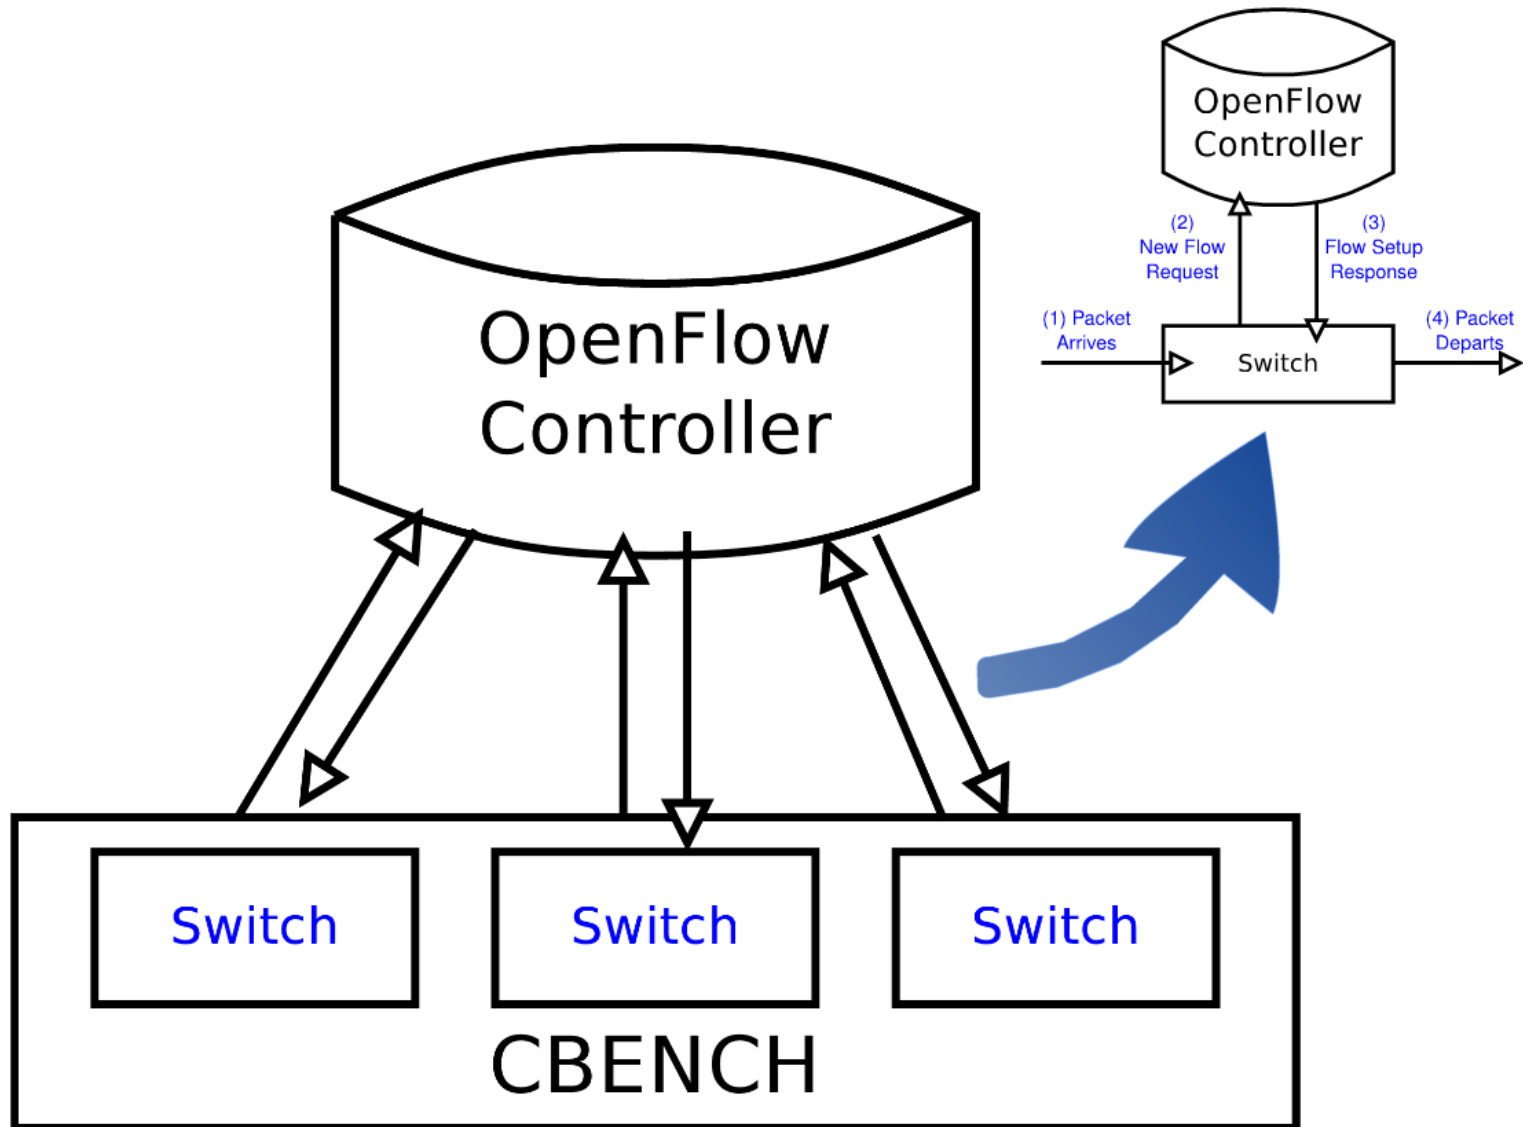 OpenFlow
Controller
(2)
New Flow
Request
(3)
Flow Setup
Response
(1) Packet
Arrives
Switch
(4) Packet
Departs
OpenFlow
Controller
Switch
Switch
Switch
CBENCH